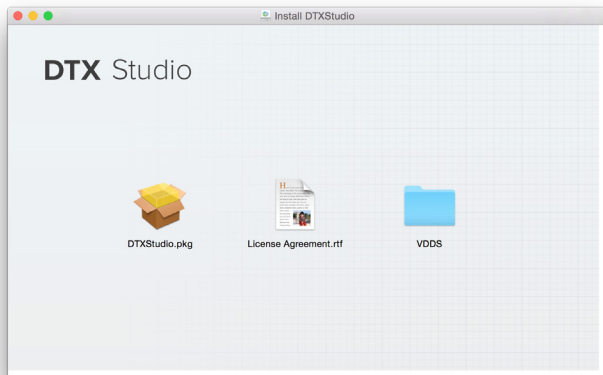 Install DTXStudio
DTX Studio
DTXStudio.pkg
License Agreement.rtf
VDDS